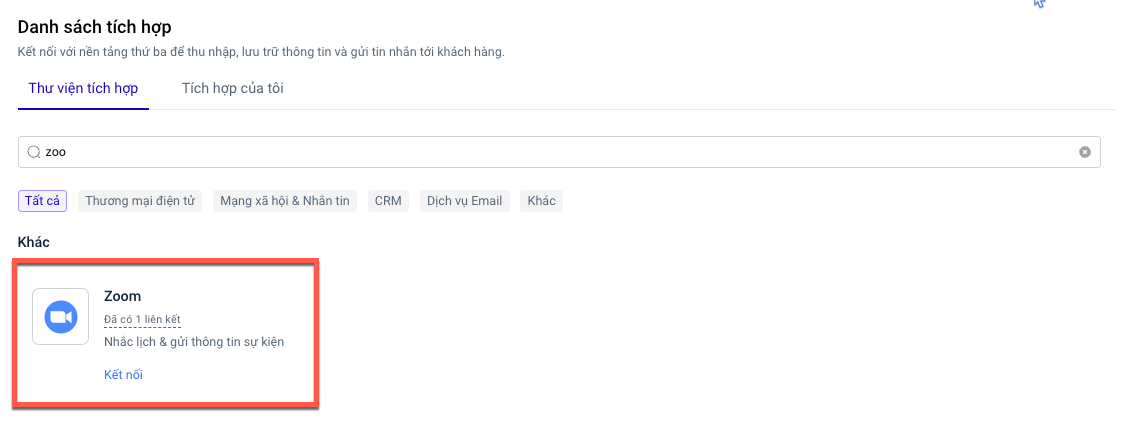 Danh sách tích hợp
Kết nối với nền tảng thứ ba để thu nhập, lưu trữ thông tin và gửi tin nhắn tới khách hàng.
Thư viện tích hợp Tích hợp của tôi
zoo
Tất cả Thương mại điện tử Mạng xã hội & Nhắn tin CRM Dịch vụ Email Khác
Khác
Zoom
Đã có 1 liên kết
Nhắc lịch & gửi thông tin sự kiện
Kết nối